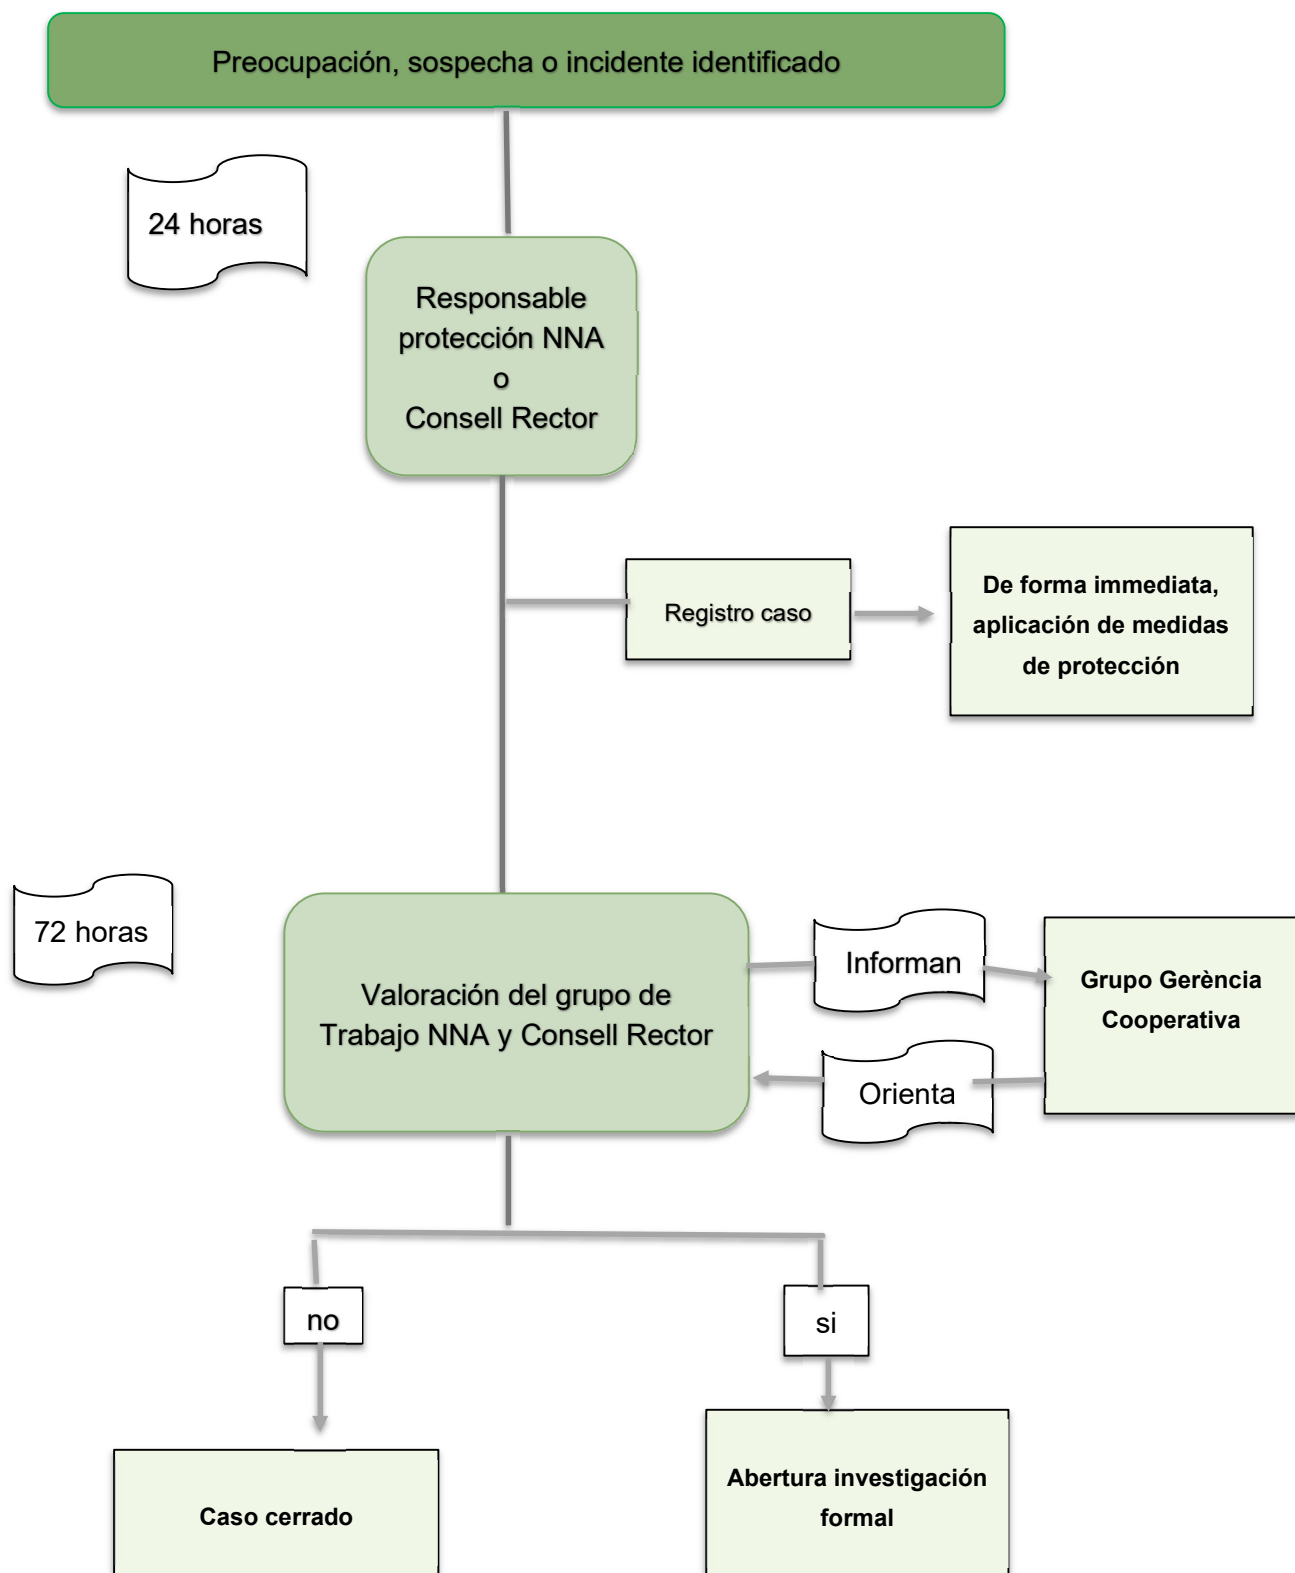 Preocupación, sospecha o incidente identificado
24 horas
Responsable
protección NNA
o
Consell Rector
Registro caso
De forma immediata,
aplicación de medidas
de protección
72 horas
Valoración del grupo de
Trabajo NNA y Consell Rector
Informan
Grupo Gerència
Cooperativa
Orienta
no
si
Caso cerrado
Abertura investigación
formal